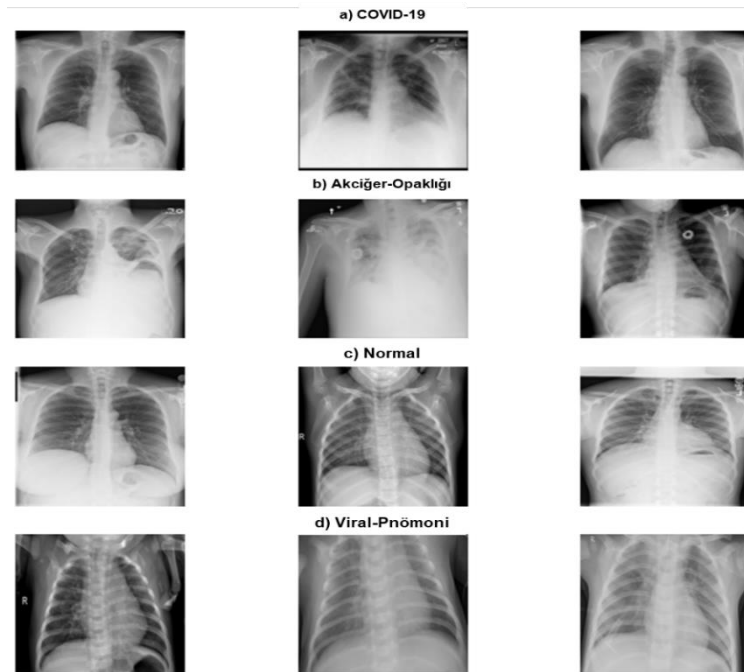 a) COVID-19
b) Akciğer-Opaklığı
c) Normal
R
d) Viral-Pnömoni
R